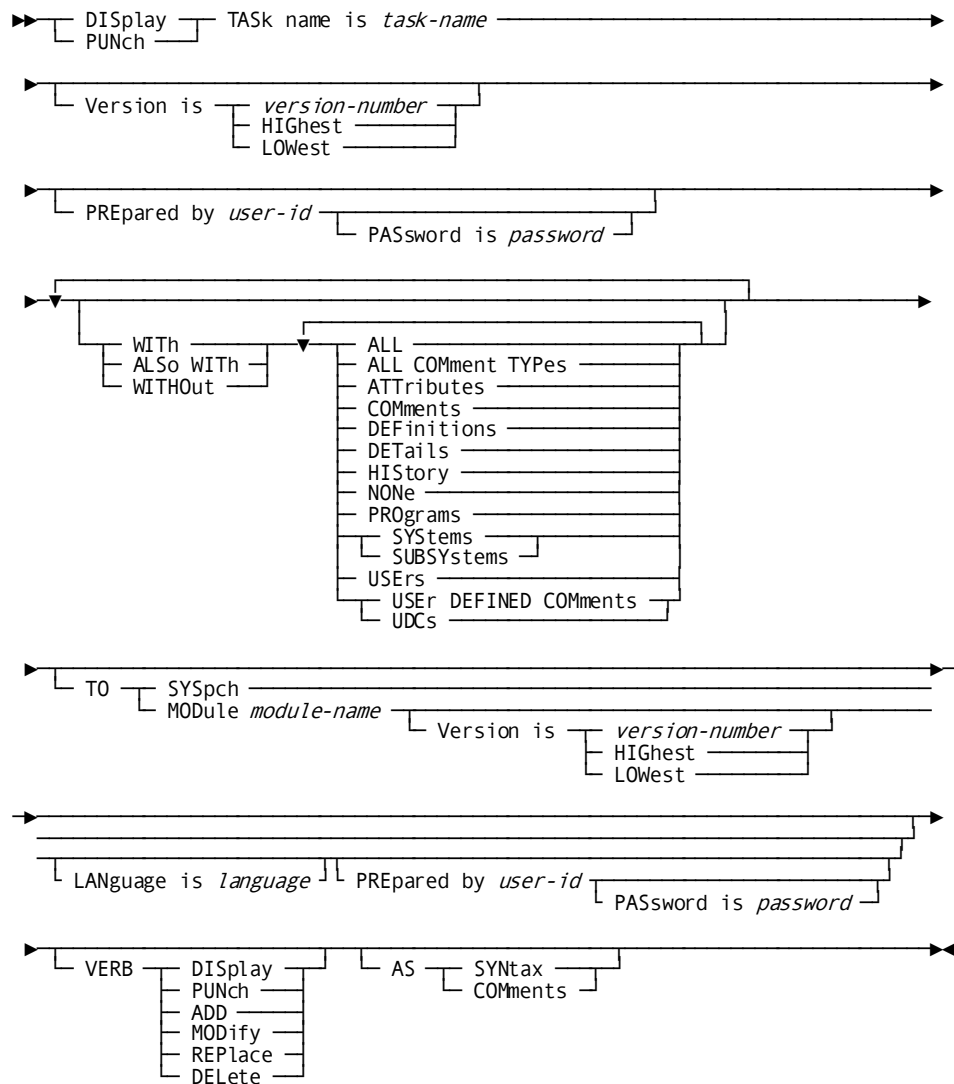 DISplay TASk name is task-name
PUNch
Version is version-number
HIGhest
LOWest
PREpared by user-id
PASsword is password
WITh ALL
ALSo WITh ALL COMment TYPes
WITHOut ATTributes
COMments
DEFinitions
DETails
HIStory
NONe
PROgrams
SYStems
SUBSYstems
USErs
USEr DEFINED COMments
UDCs
TO SYSpch
MODule module-name
Version is version-number
HIGhest
LOWest
LANguage is language PREpared by user-id
PASsword is password
VERB DISplay AS SYNtax
PUNch COMments
ADD
MODify
REPlace
DELete